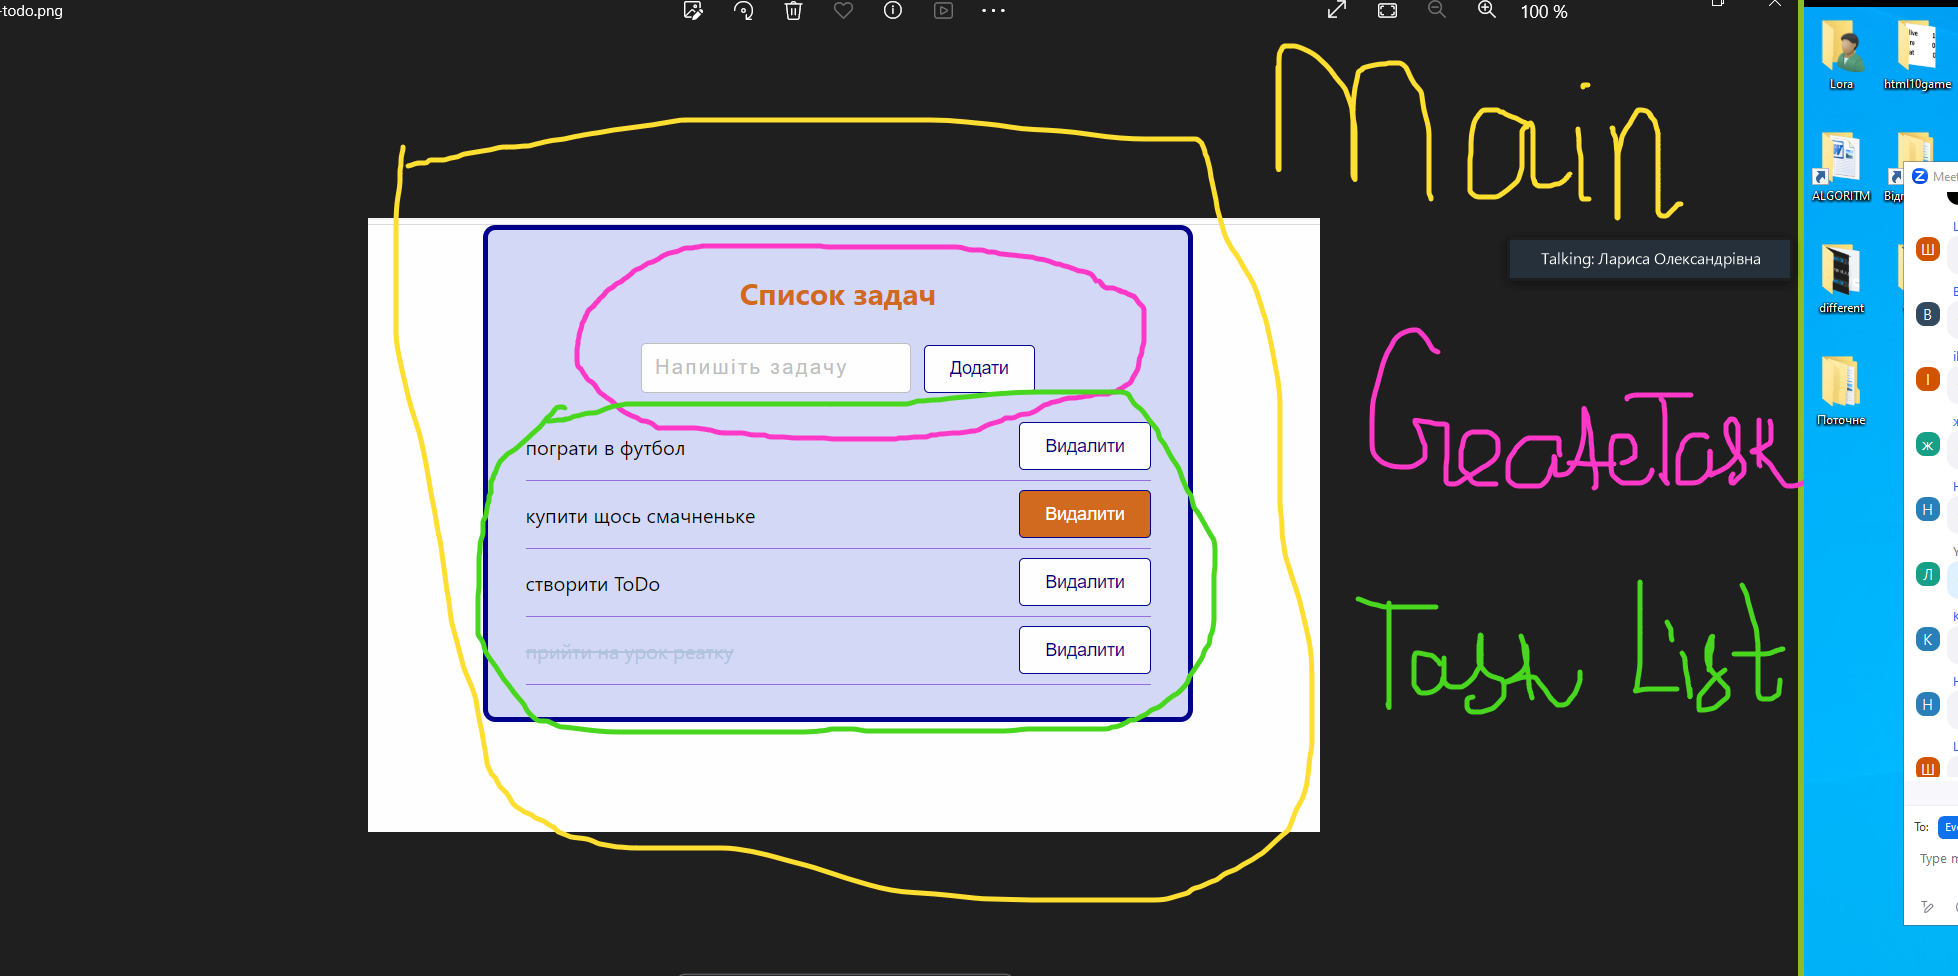 -todo.png
100 %
Main
Talking: Лариса Олександрівна
Список задач
Напишіть задачу
Додати
CreateTask
пограти в футбол
Видалити
купити щось смачненьке
Видалити
створити ToDo
Видалити
прийти на урок реатку
Видалити
Task List
Lora
html10game
ALGORITM
different
Поточне
Meet
Ш
В
І
ж
Н
Л
К
Н
Ш
To:
Type m